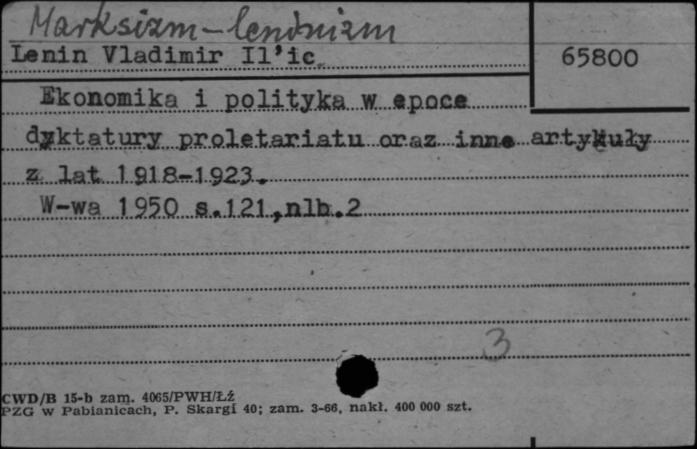 Marksizm-leninizm
Lenin Vladimir Il'ic
65800
Ekonomika i polityka w epoce
dyktatury proletariatu oraz inne artykuły
z lat 1918-1923.
W-wa 1950 s.121,nlb.2
3
CWD/B 15-b zam. 4065/PWH/Łź
PZG w Pabianicach, P. Skargi 40; zam. 3-66, nakł. 400 000 szt.